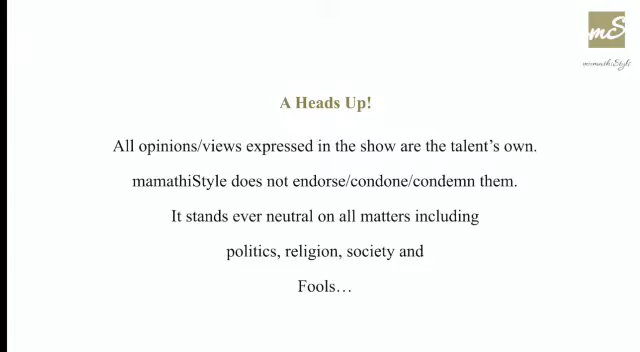 mS
mamathiStyle
A Heads Up!
All opinions/views expressed in the show are the talent’s own.
mamathiStyle does not endorse/condone/condemn them.
It stands ever neutral on all matters including
politics, religion, society and
Fools…